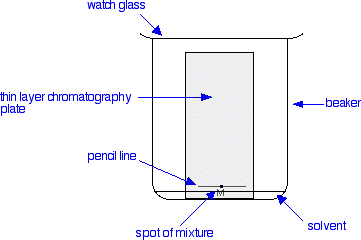 watch glass
thin layer chromatography
plate
beaker
pencil line
M
spot of mixture
solvent